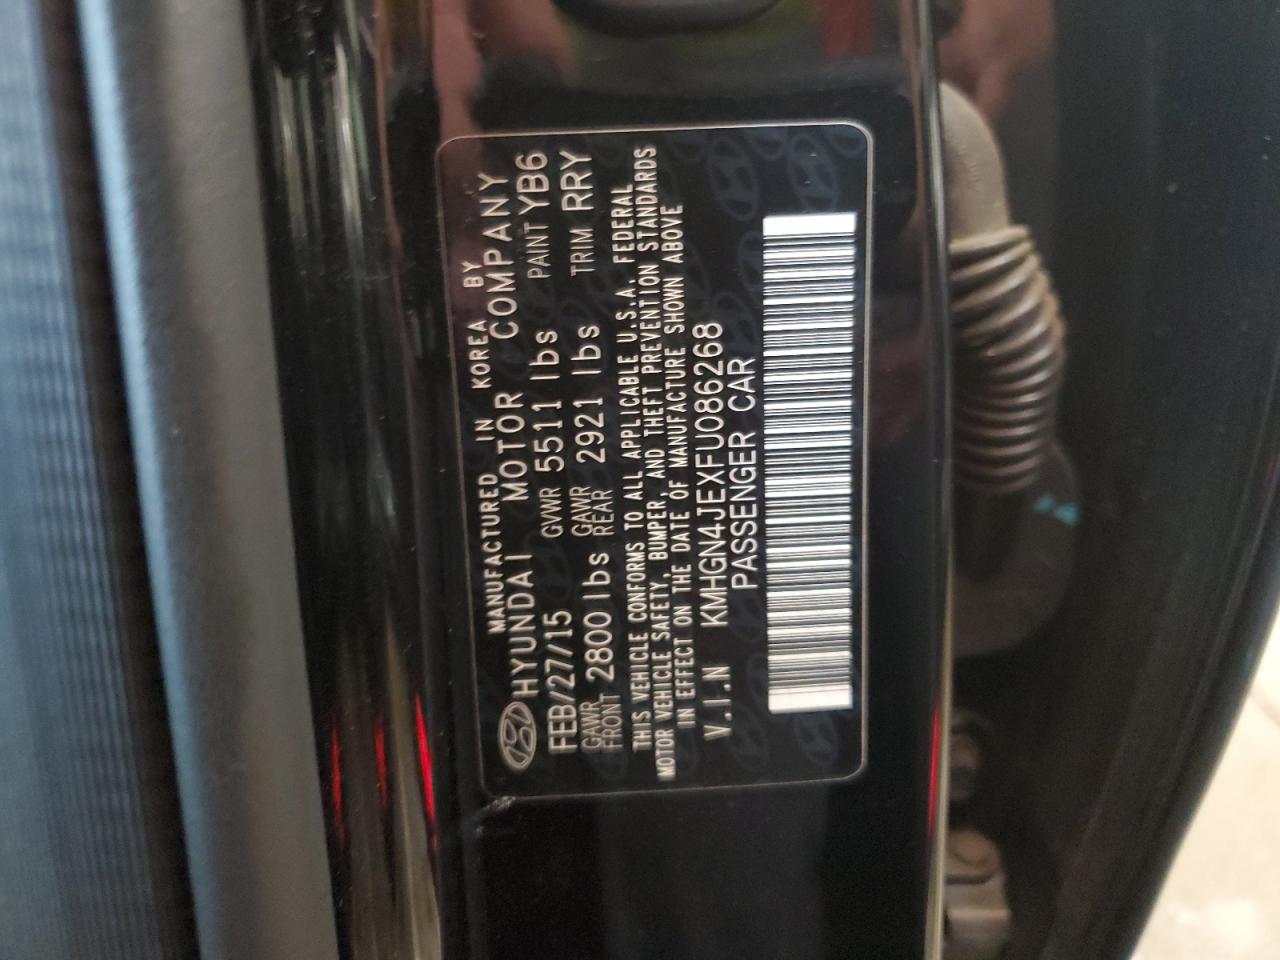 MANUFACTURED IN KOREA BY
HYUNDAI MOTOR COMPANY
FEB/27/15 GVWR 5511 lbs PAINT YB6
GAWR FRONT 2800 lbs GAWR REAR 2921 lbs TRIM RRY
THIS VEHICLE CONFORMS TO ALL APPLICABLE U.S.A. FEDERAL
MOTOR VEHICLE SAFETY, BUMPER, AND THEFT PREVENTION STANDARDS
IN EFFECT ON THE DATE OF MANUFACTURE SHOWN ABOVE
V.I.N KMHGN4JEXFU086268
PASSENGER CAR